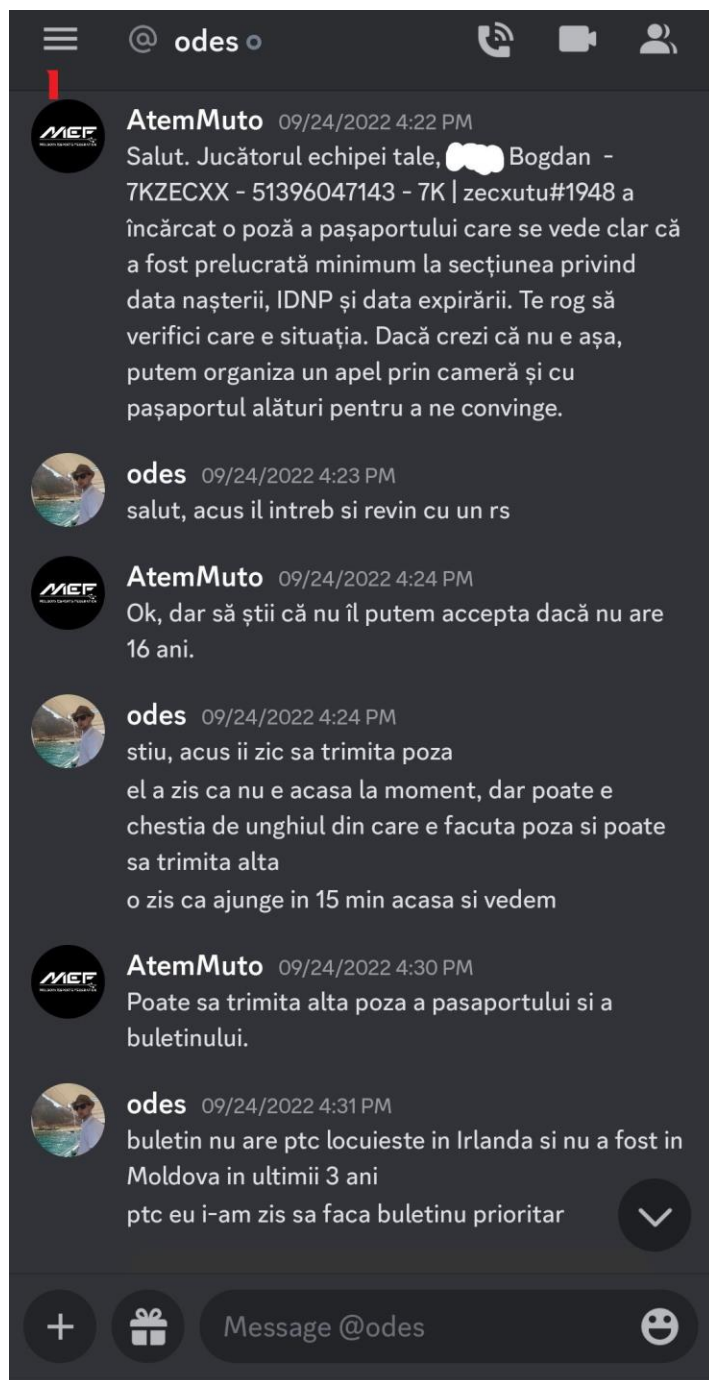 @ odes
AtemMuto 09/24/2022 4:22 PM
Salut. Jucătorul echipei tale, Bogdan -
7KZECXX - 51396047143 - 7K | zecxutu#1948 a
încărcat o poză a pașaportului care se vede clar că
a fost prelucrată minimum la secțiunea privind
data nașterii, IDNP și data expirării. Te rog să
verifici care e situația. Dacă crezi că nu e așa,
putem organiza un apel prin cameră și cu
pașaportul alături pentru a ne convinge.
odes 09/24/2022 4:23 PM
salut, acus il intreb si revin cu un rs
MEF
AtemMuto 09/24/2022 4:24 PM
Ok, dar să știi că nu îl putem accepta dacă nu are
16 ani.
odes 09/24/2022 4:24 PM
stiu, acus ii zic sa trimita poza
el a zis ca nu e acasa la moment, dar poate e
chestia de unghiul din care e facuta poza si poate
sa trimita alta
o zis ca ajunge in 15 min acasa si vedem
MEF
AtemMuto 09/24/2022 4:30 PM
Poate sa trimita alta poza a pasaportului si a
buletinului.
odes 09/24/2022 4:31 PM
buletin nu are ptc locuieste in Irlanda si nu a fost in
Moldova in ultimii 3 ani
ptc eu i-am zis sa faca buletinu prioritar
Message @odes